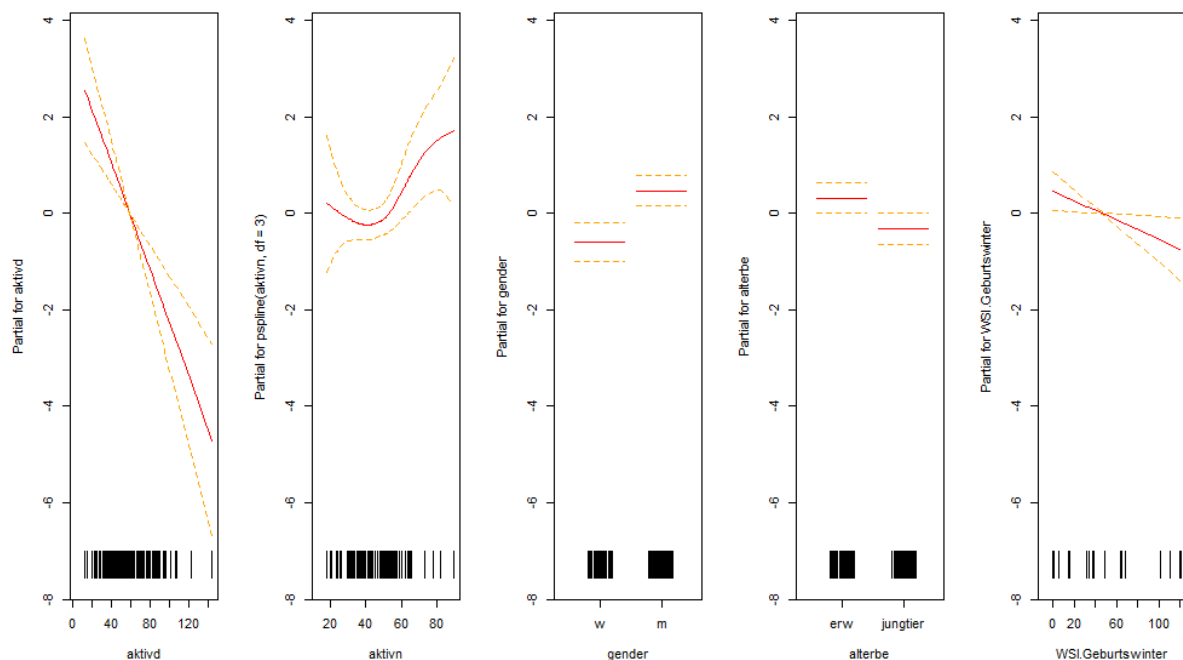 4
2
0
-2
-4
-6
-8
Partial for aktivd
0 40 80 120
aktivd
4
2
0
-2
-4
-6
-8
Partial for pspline(aktivn, df = 3)
20 40 60 80
aktivn
4
2
0
-2
-4
-6
-8
Partial for gender
w m
gender
4
2
0
-2
-4
-6
-8
Partial for alterbe
erw jungtier
alterbe
4
2
0
-2
-4
-6
-8
Partial for WSI.Geburtswinter
0 20 60 100
WSI.Geburtswinter